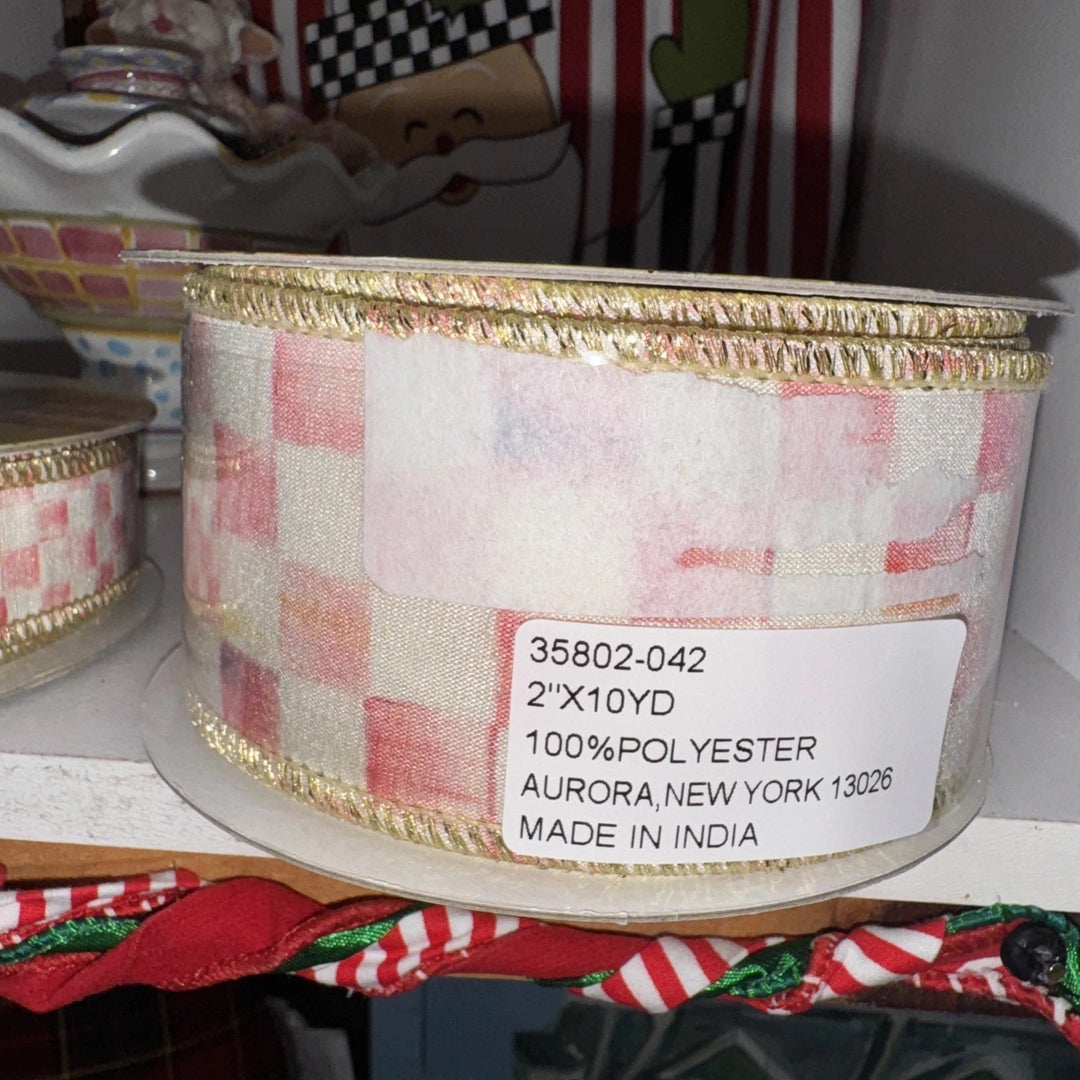 35802-042
2"X10YD
100%POLYESTER
AURORA,NEW YORK 13026
MADE IN INDIA